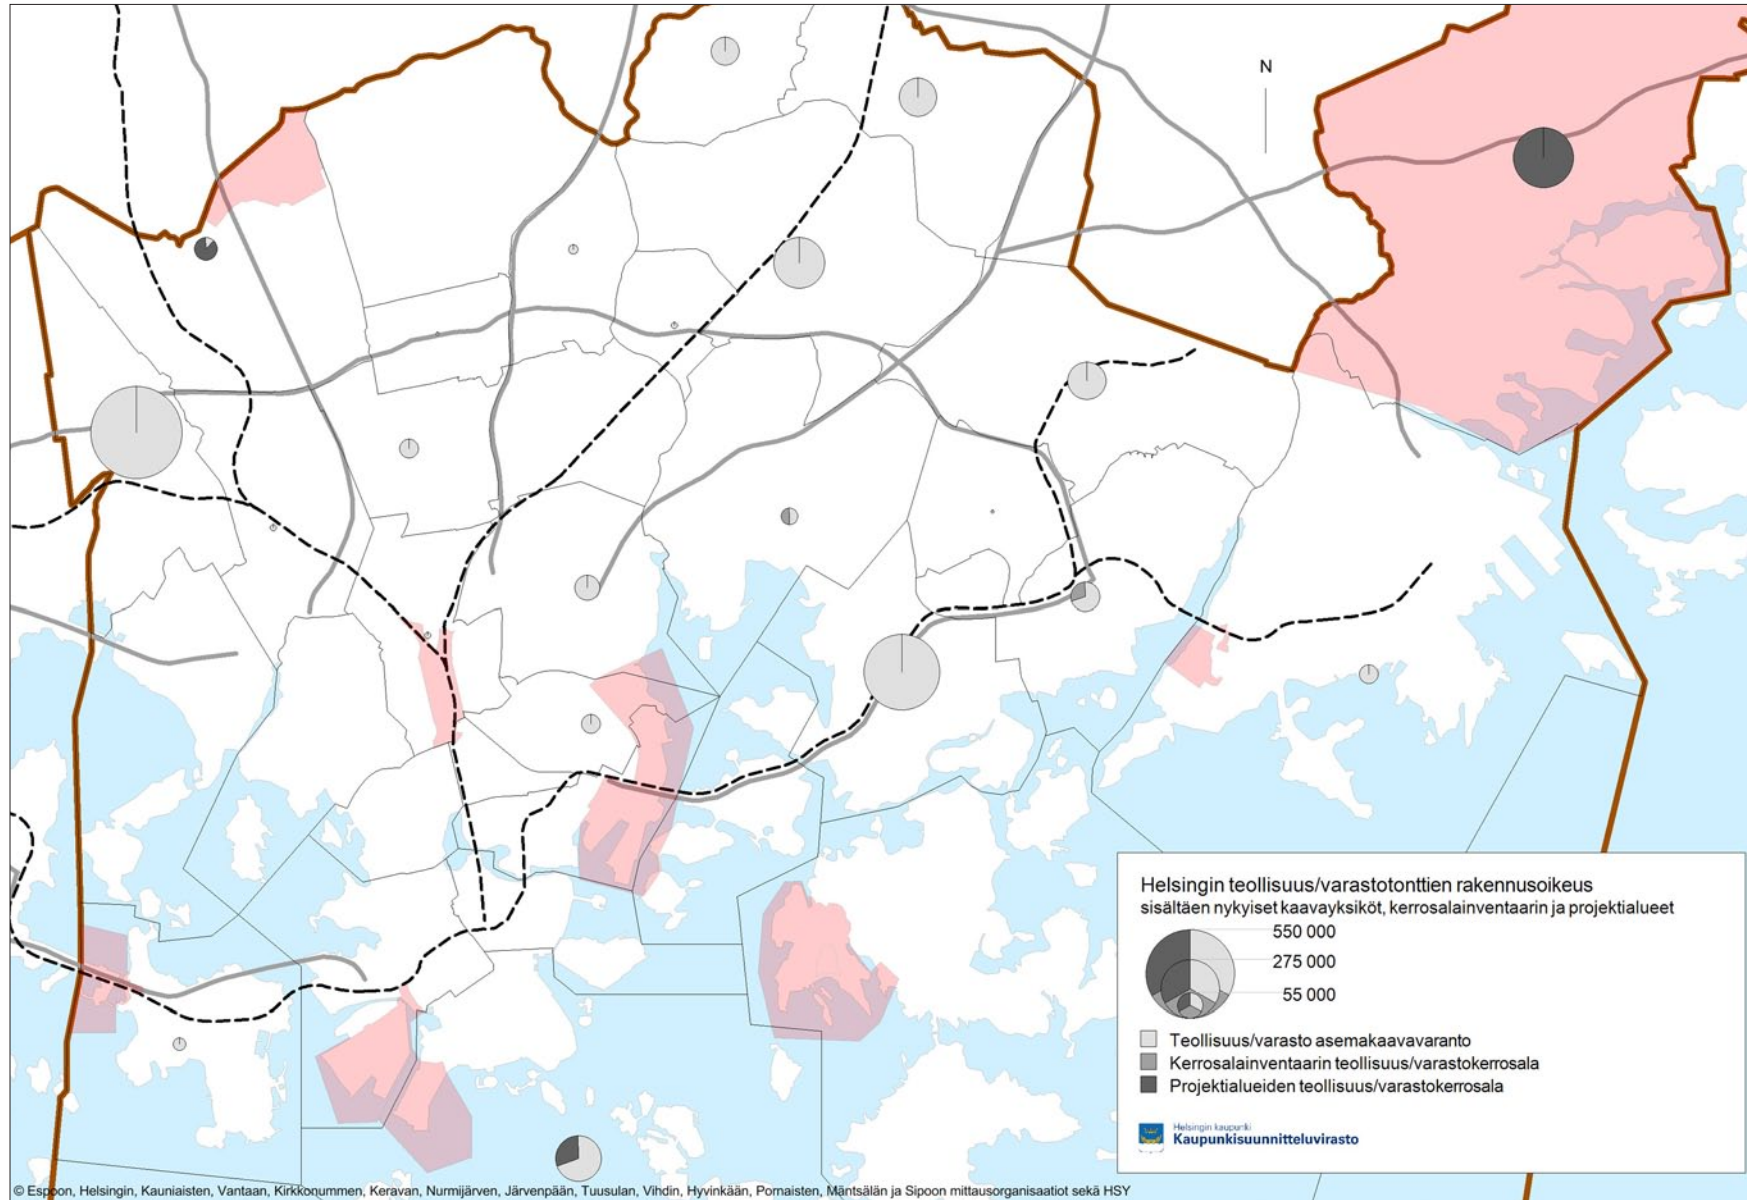 N
Helsingin teollisuus/varastotonttien rakennusoikeus
sisältäen nykyiset kaavayksiköt, kerrosalainventaarin ja projektialueet
550 000
275 000
55 000
Teollisuus/varasto asemakaavavaranto
Kerrosalainventaarin teollisuus/varastokerrosala
Projektialueiden teollisuus/varastokerrosala
Helsingin kaupunki
Kaupunkisuunnitteluvirasto
© Espoon, Helsingin, Kauniaisten, Vantaan, Kirkkonummen, Keravan, Nurmijärven, Järvenpään, Tuusulan, Vihdin, Hyvinkään, Pornaisten, Mäntsälän ja Sipoon mittausorganisaatiot sekä HSY